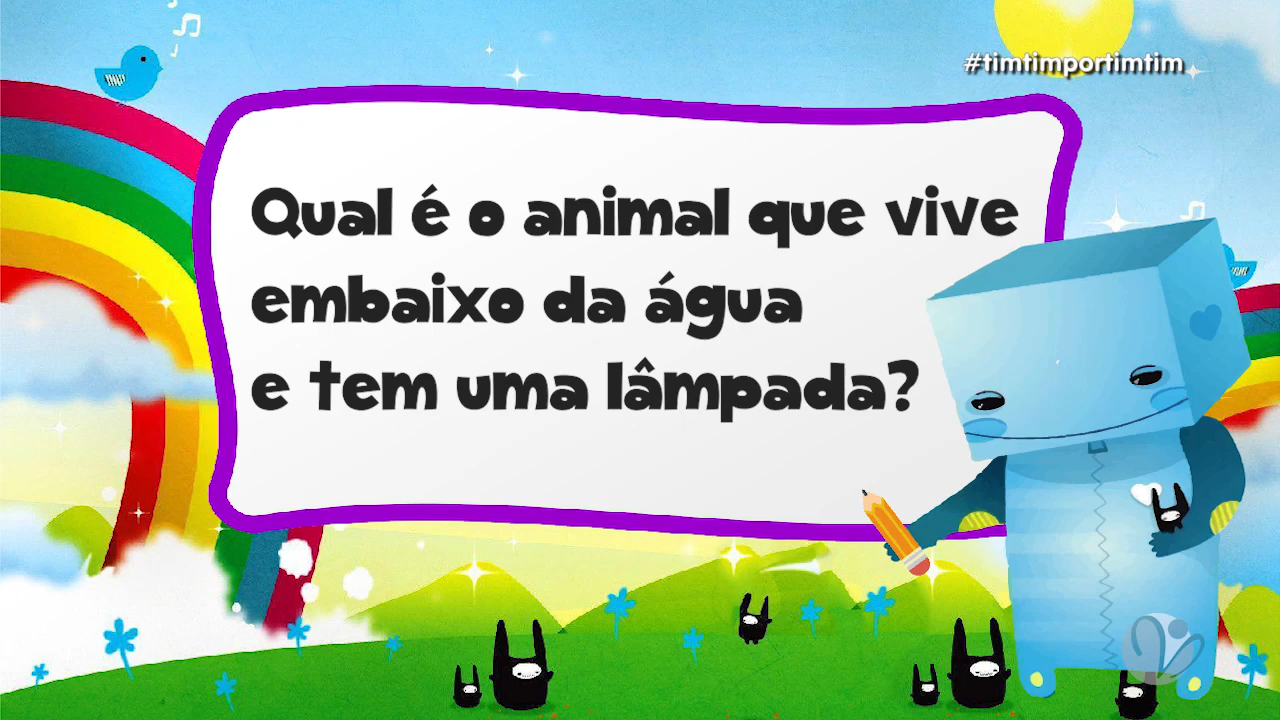 #timtimportimtim
Qual é o animal que vive
embaixo da água
e tem uma lâmpada?